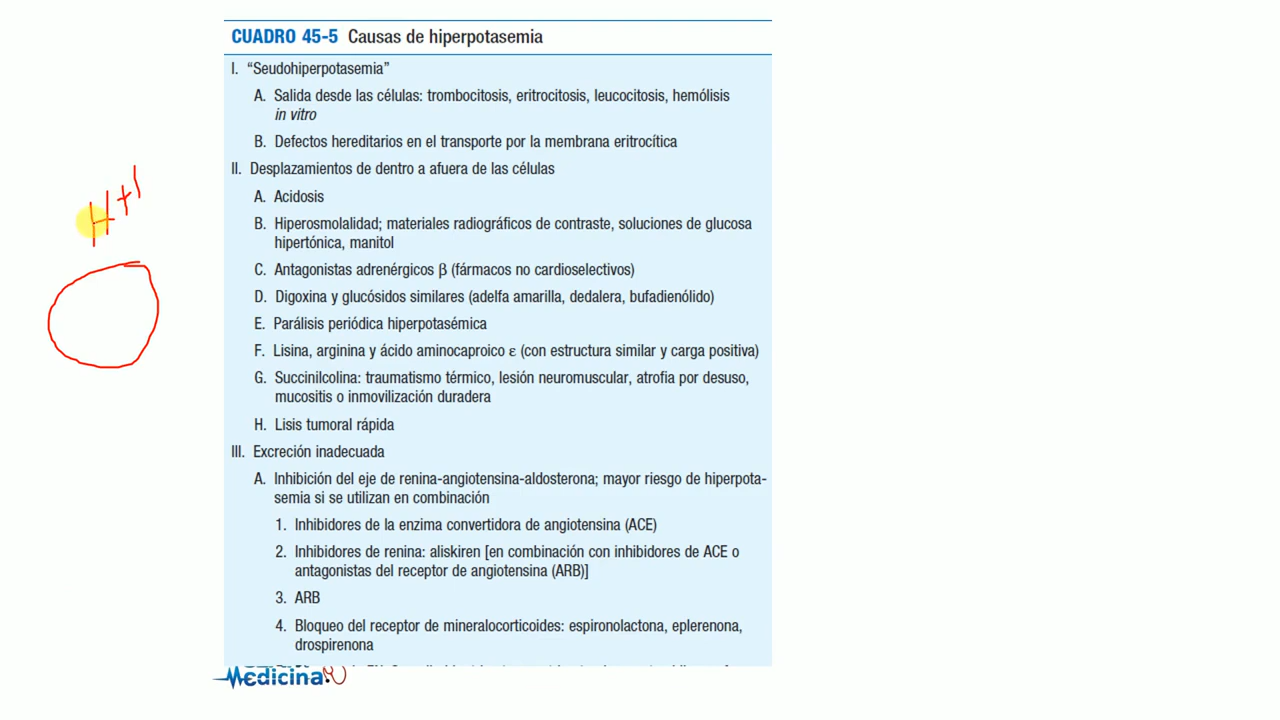 CUADRO 45-5 Causas de hiperpotasemia
I. “Seudohiperpotasemia”
A. Salida desde las células: trombocitosis, eritrocitosis, leucocitosis, hemólisis
in vitro
B. Defectos hereditarios en el transporte por la membrana eritrocítica
II. Desplazamientos de dentro a afuera de las células
A. Acidosis
B. Hiperosmolalidad; materiales radiográficos de contraste, soluciones de glucosa
hipertónica, manitol
C. Antagonistas adrenérgicos β (fármacos no cardioselectivos)
D. Digoxina y glucósidos similares (adelfa amarilla, dedalera, bufadienólido)
E. Parálisis periódica hiperpotasémica
F. Lisina, arginina y ácido aminocaproico ε (con estructura similar y carga positiva)
G. Succinilcolina: traumatismo térmico, lesión neuromuscular, atrofia por desuso,
mucositis o inmovilización duradera
H. Lisis tumoral rápida
III. Excreción inadecuada
A. Inhibición del eje de renina-angiotensina-aldosterona; mayor riesgo de hiperpota-
semia si se utilizan en combinación
1. Inhibidores de la enzima convertidora de angiotensina (ACE)
2. Inhibidores de renina: aliskiren [en combinación con inhibidores de ACE o
antagonistas del receptor de angiotensina (ARB)]
3. ARB
4. Bloqueo del receptor de mineralocorticoides: espironolactona, eplerenona,
drospirenona
Medicina
H+